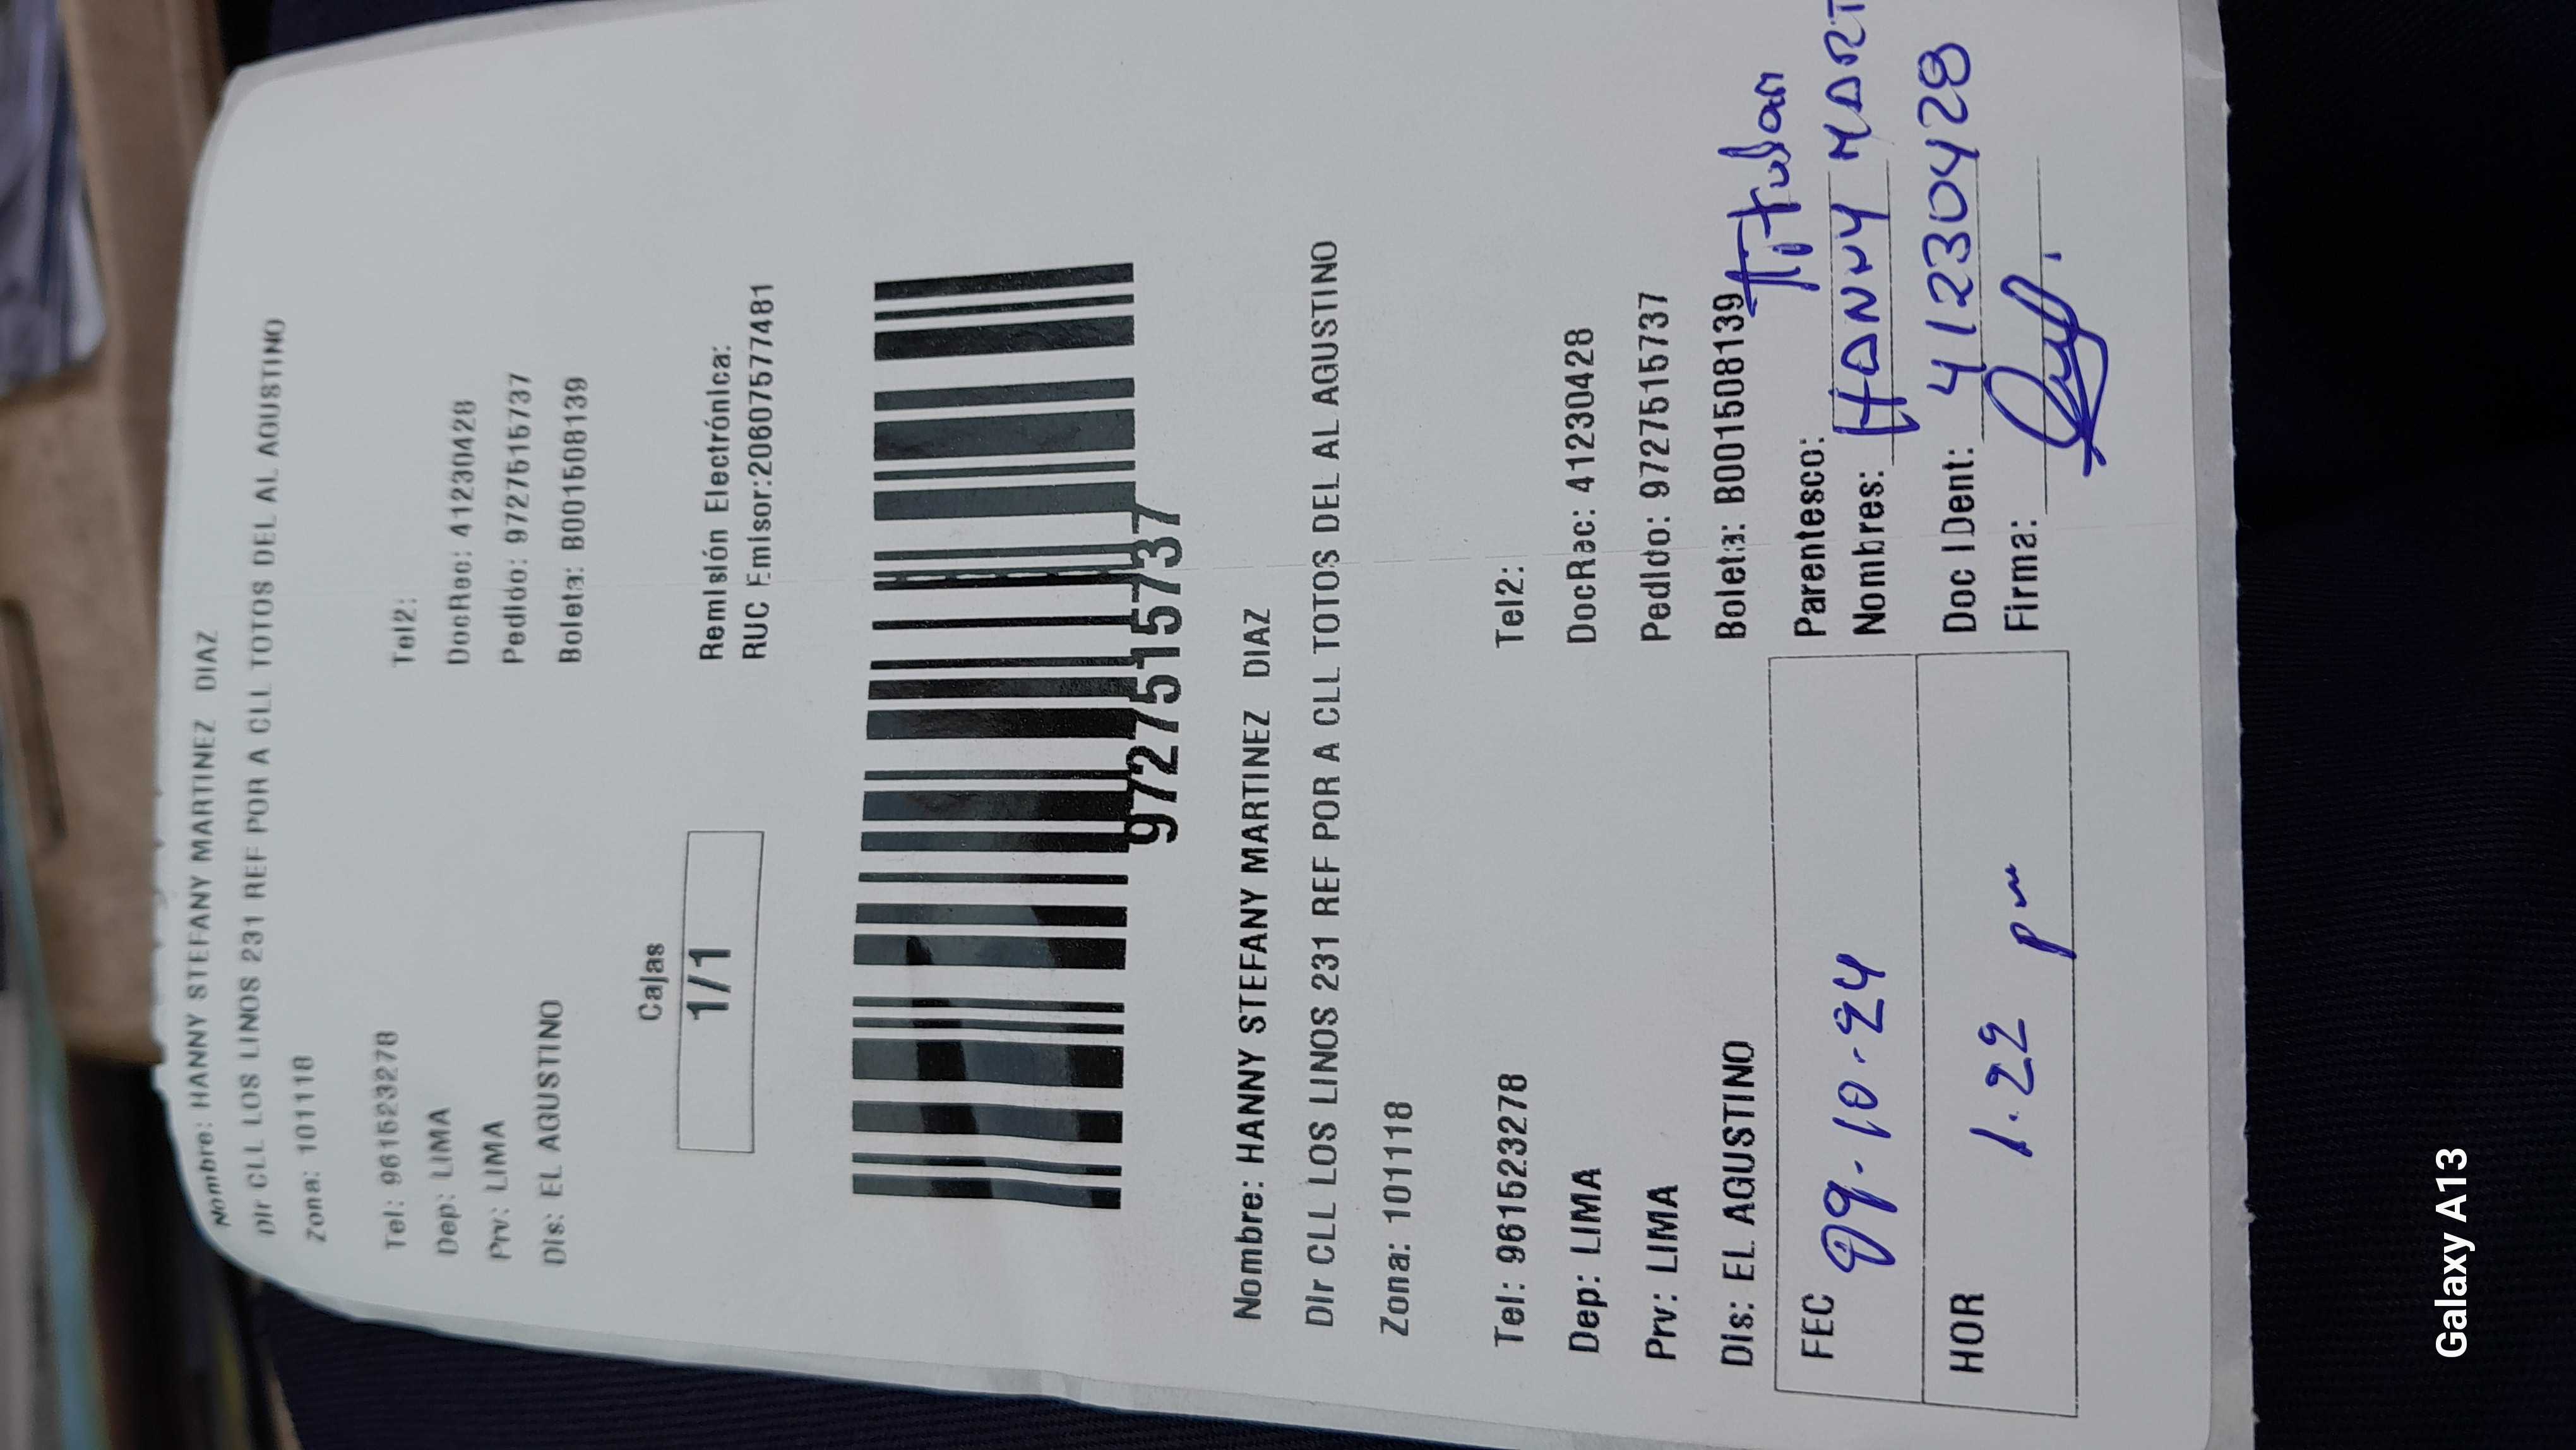 Nombre: HANNY STEFANY MARTINEZ DIAZ
Dir CLL LOS LINOS 231 REF POR A CLL TOTOS DEL AL AGUSTINO
Zona: 101118
Tel: 961523278 Tel2:
Dep: LIMA DocRec: 41230428
Prv: LIMA Pedido: 9727515737
Dis: EL AGUSTINO Boleta: B001508139
Cajas
1/1
Remisión Electrónica:
RUC Emisor:20607577481
9727515737
Nombre: HANNY STEFANY MARTINEZ DIAZ
Dir CLL LOS LINOS 231 REF POR A CLL TOTOS DEL AL AGUSTINO
Zona: 101118
Tel: 961523278 Tel2:
Dep: LIMA DocRec: 41230428
Prv: LIMA Pedido: 9727515737
Dis: EL AGUSTINO Boleta: B001508139
FEC 09.10.24
HOR 1.22 pm
Parentesco: Titular
Nombres: HANNY MART
Doc IDent: 41230428
Firma:
Galaxy A13